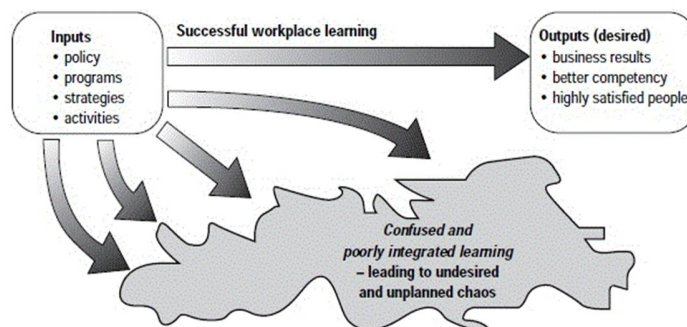 Inputs
• policy
• programs
• strategies
• activities
Successful workplace learning
Outputs (desired)
• business results
• better competency
• highly satisfied people
Confused and
poorly integrated learning
– leading to undesired
and unplanned chaos